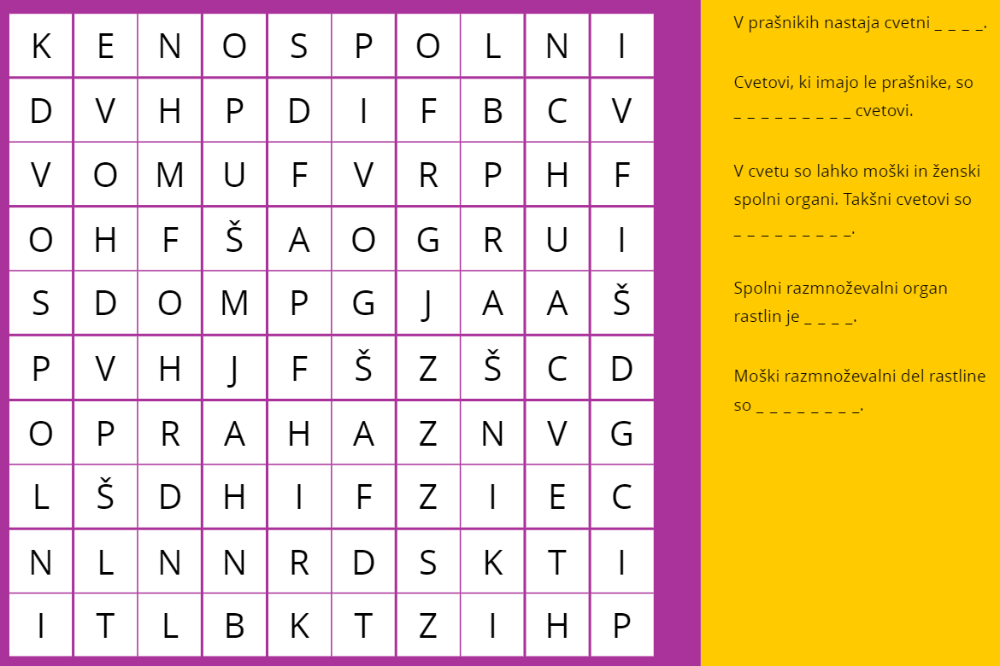 K E N O S P O L N I
D V H P D I F B C V
V O M U F V R P H F
O H F Š A O G R U I
S D O M P G J A A Š
P V H J F Š Z Š C D
O P R A H A Z N V G
L Š D H I F Z I E C
N L N N R D S K T I
I T L B K T Z I H P
V prašnikih nastaja cvetni _ _ _ _.
Cvetovi, ki imajo le prašnike, so
_ _ _ _ _ _ _ _ _ cvetovi.
V cvetu so lahko moški in ženski
spolni organi. Takšni cvetovi so
_ _ _ _ _ _ _ _ _.
Spolni razmnoževalni organ
rastlin je _ _ _ _.
Moški razmnoževalni del rastline
so _ _ _ _ _ _ _ _.